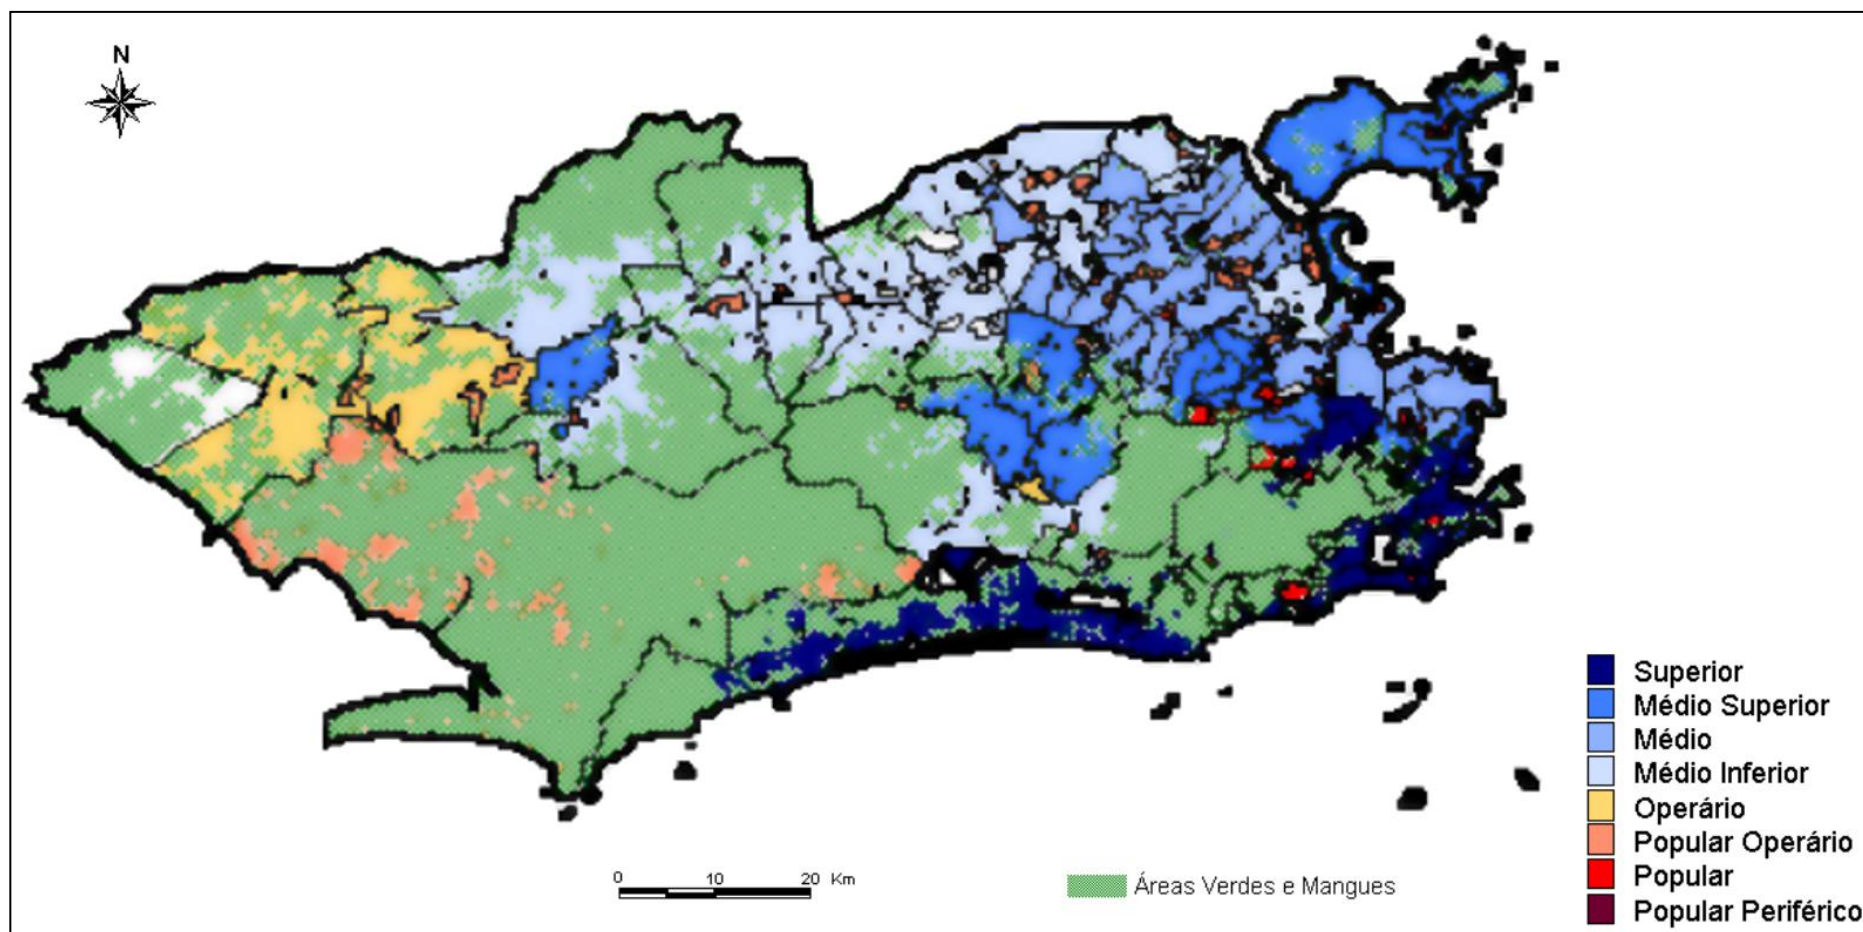 N
Superior
Médio Superior
Médio
Médio Inferior
Operário
Popular Operário
Popular
Popular Periférico
0 10 20 Km
Áreas Verdes e Mangues